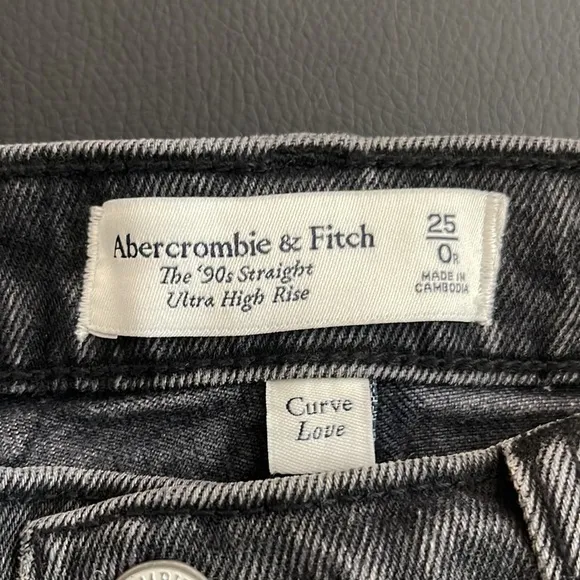 Abercrombie & Fitch
The '90s Straight
Ultra High Rise
25
0R
MADE IN
CAMBODIA
Curve
Love